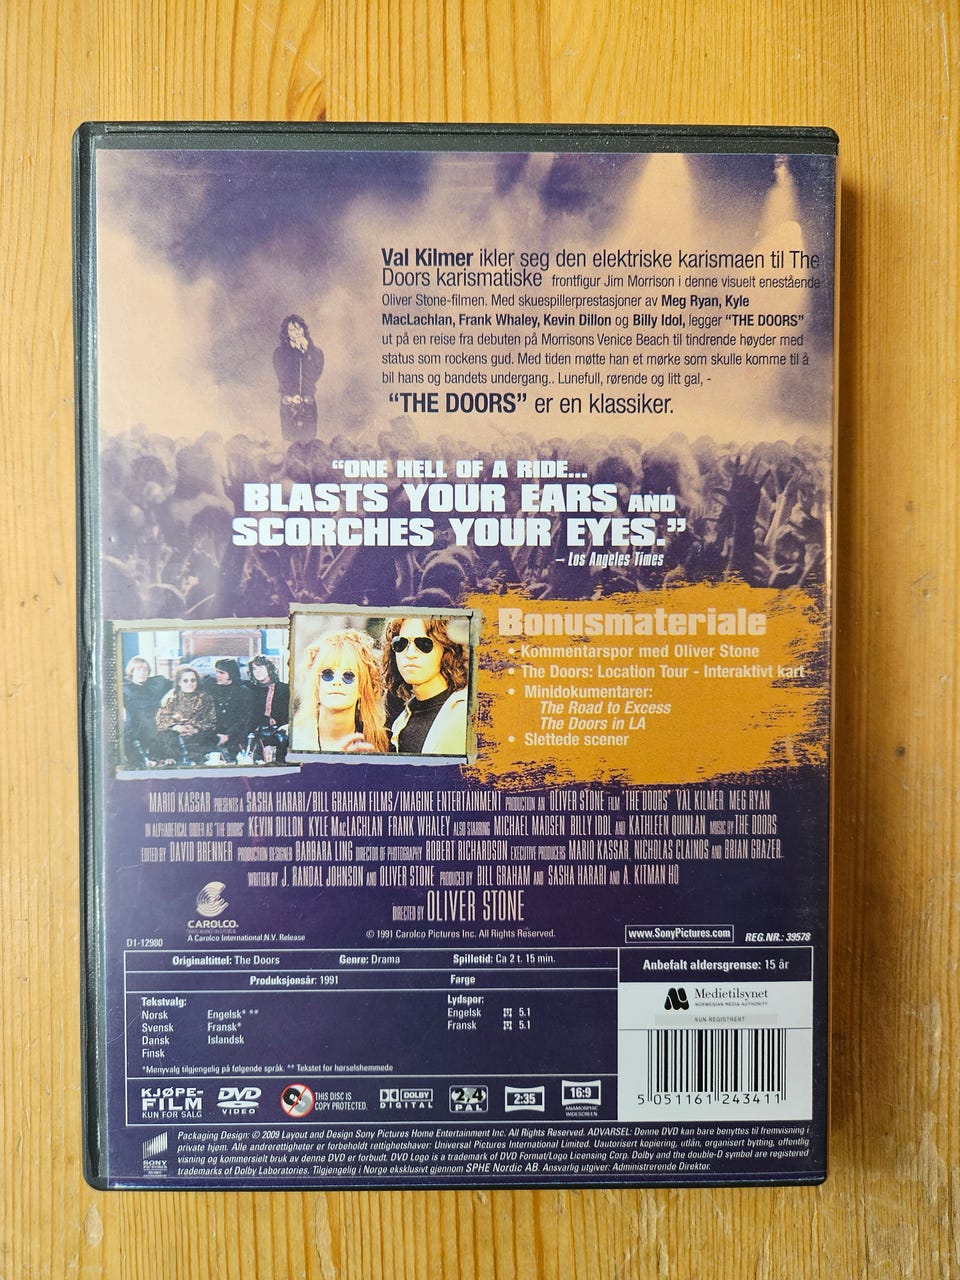 Val Kilmer ikler seg den elektriske karismaen til The
Doors karismatiske frontfigur Jim Morrison i denne visuelt enestående
Oliver Stone-filmen. Med skuespillerprestasjoner av Meg Ryan, Kyle
MacLachlan, Frank Whaley, Kevin Dillon og Billy Idol, legger “THE DOORS”
ut på en reise fra debuten på Morrisons Venice Beach til tindrende høyder med
status som rockens gud. Med tiden møtte han et mørke som skulle komme til å
bil hans og bandets undergang.. Lunefull, rørende og litt gal, -
“THE DOORS” er en klassiker.
“ONE HELL OF A RIDE...
BLASTS YOUR EARS AND
SCORCHES YOUR EYES.”
– Los Angeles Times
Bonusmateriale
• Kommentarspor med Oliver Stone
• The Doors: Location Tour - Interaktivt kart
• Minidokumentarer:
The Road to Excess
The Doors in LA
• Slettede scener
MARIO KASSAR PRESENTS A SASHA HARARI/BILL GRAHAM FILMS/IMAGINE ENTERTAINMENT PRODUCTION AN OLIVER STONE FILM "THE DOORS" VAL KILMER MEG RYAN
IN ALPHABETICAL ORDER AS "THE DOORS" KEVIN DILLON KYLE MacLACHLAN FRANK WHALEY ALSO STARRING MICHAEL MADSEN BILLY IDOL AND KATHLEEN QUINLAN MUSIC BY THE DOORS
EDITED BY DAVID BRENNER PRODUCTION DESIGNER BARBARA LING DIRECTOR OF PHOTOGRAPHY ROBERT RICHARDSON EXECUTIVE PRODUCERS MARIO KASSAR, NICHOLAS CLAINOS AND BRIAN GRAZER
WRITTEN BY J. RANDAL JOHNSON AND OLIVER STONE PRODUCED BY BILL GRAHAM AND SASHA HARARI AND A. KITMAN HO
DIRECTED BY OLIVER STONE
CAROLCO
A Carolco International,N.V. Release
© 1991 Carolco Pictures Inc. All Rights Reserved.
www.SonyPictures.com
REG.NR.: 39578
D1-12980
Originaltittel: The Doors Genre: Drama Spilletid: Ca 2 t. 15 min.
Produksjonsår: 1991 Farge
Anbefalt aldersgrense: 15 år
Medietilsynet
NORWEGIAN MEDIA AUTHORITY
KUN REGISTRERT
Tekstvalg:
Norsk Engelsk* **
Svensk Fransk*
Dansk Islandsk
Finsk
Lydspor:
Engelsk 5.1
Fransk 5.1
*Menyvalg tilgjengelig på følgende språk. ** Tekstet for hørselshemmede
KJØPE-
FILM
KUN FOR SALG
DVD
VIDEO
THIS DISC IS
COPY PROTECTED.
DOLBY
DIGITAL
2 4
PAL
2:35
16:9
ANAMORPHIC
WIDESCREEN
5 051161 243411
SONY
PICTURES
Packaging Design: © 2009 Layout and Design Sony Pictures Home Entertainment Inc. All Rights Reserved. ADVARSEL: Denne DVD kan bare benyttes til fremvisning i
privat hjem. Alle andrerettigheter er forbeholdt rettighetshaver: Universal Pictures International Limited. Uautorisert kopiering, utlån, organisert bytting, offentlig
visning og kommersielt bruk av denne DVD er forbudt. DVD Logo is a trademark of DVD Format/Logo Licensing Corp. Dolby and the double-D symbol are registered
trademarks of Dolby Laboratories. Tilgjengelig i Norge eksklusivt gjennom SPHE Nordic AB. Ansvarlig utgiver: Administrerende Direktør.